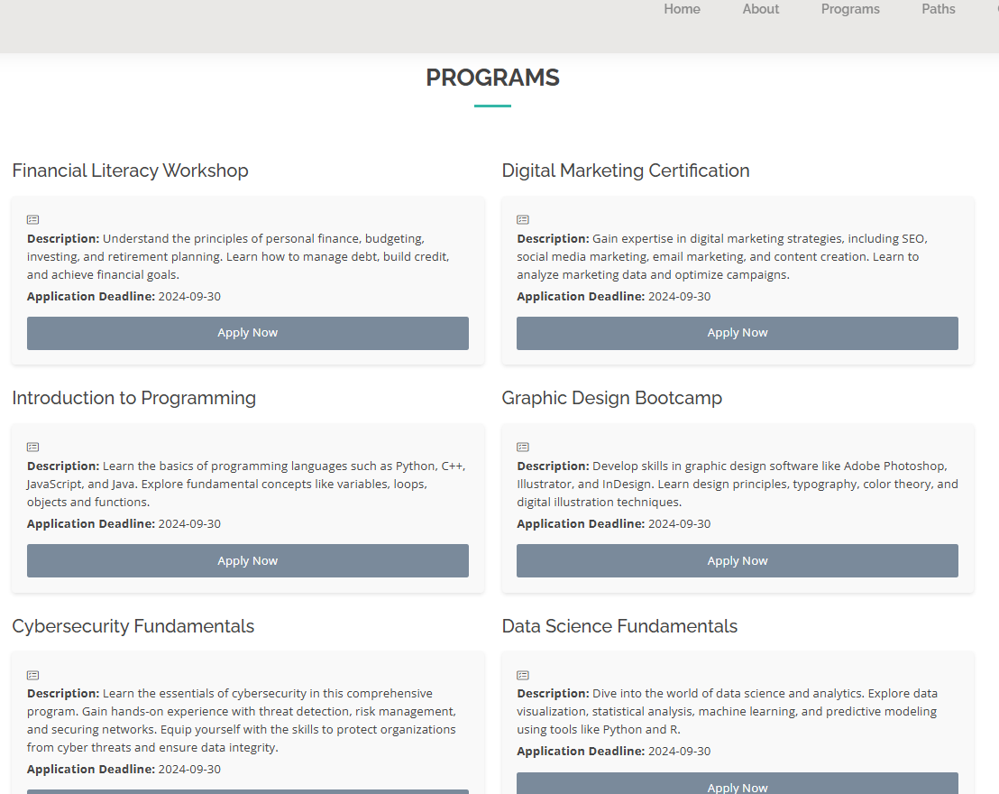 Home About Programs Paths
PROGRAMS
Financial Literacy Workshop
Description: Understand the principles of personal finance, budgeting,
investing, and retirement planning. Learn how to manage debt, build credit,
and achieve financial goals.
Application Deadline: 2024-09-30
Apply Now
Digital Marketing Certification
Description: Gain expertise in digital marketing strategies, including SEO,
social media marketing, email marketing, and content creation. Learn to
analyze marketing data and optimize campaigns.
Application Deadline: 2024-09-30
Apply Now
Introduction to Programming
Description: Learn the basics of programming languages such as Python, C++,
JavaScript, and Java. Explore fundamental concepts like variables, loops,
objects and functions.
Application Deadline: 2024-09-30
Apply Now
Graphic Design Bootcamp
Description: Develop skills in graphic design software like Adobe Photoshop,
Illustrator, and InDesign. Learn design principles, typography, color theory, and
digital illustration techniques.
Application Deadline: 2024-09-30
Apply Now
Cybersecurity Fundamentals
Description: Learn the essentials of cybersecurity in this comprehensive
program. Gain hands-on experience with threat detection, risk management,
and securing networks. Equip yourself with the skills to protect organizations
from cyber threats and ensure data integrity.
Application Deadline: 2024-09-30
Data Science Fundamentals
Description: Dive into the world of data science and analytics. Explore data
visualization, statistical analysis, machine learning, and predictive modeling
using tools like Python and R.
Application Deadline: 2024-09-30
Apply Now